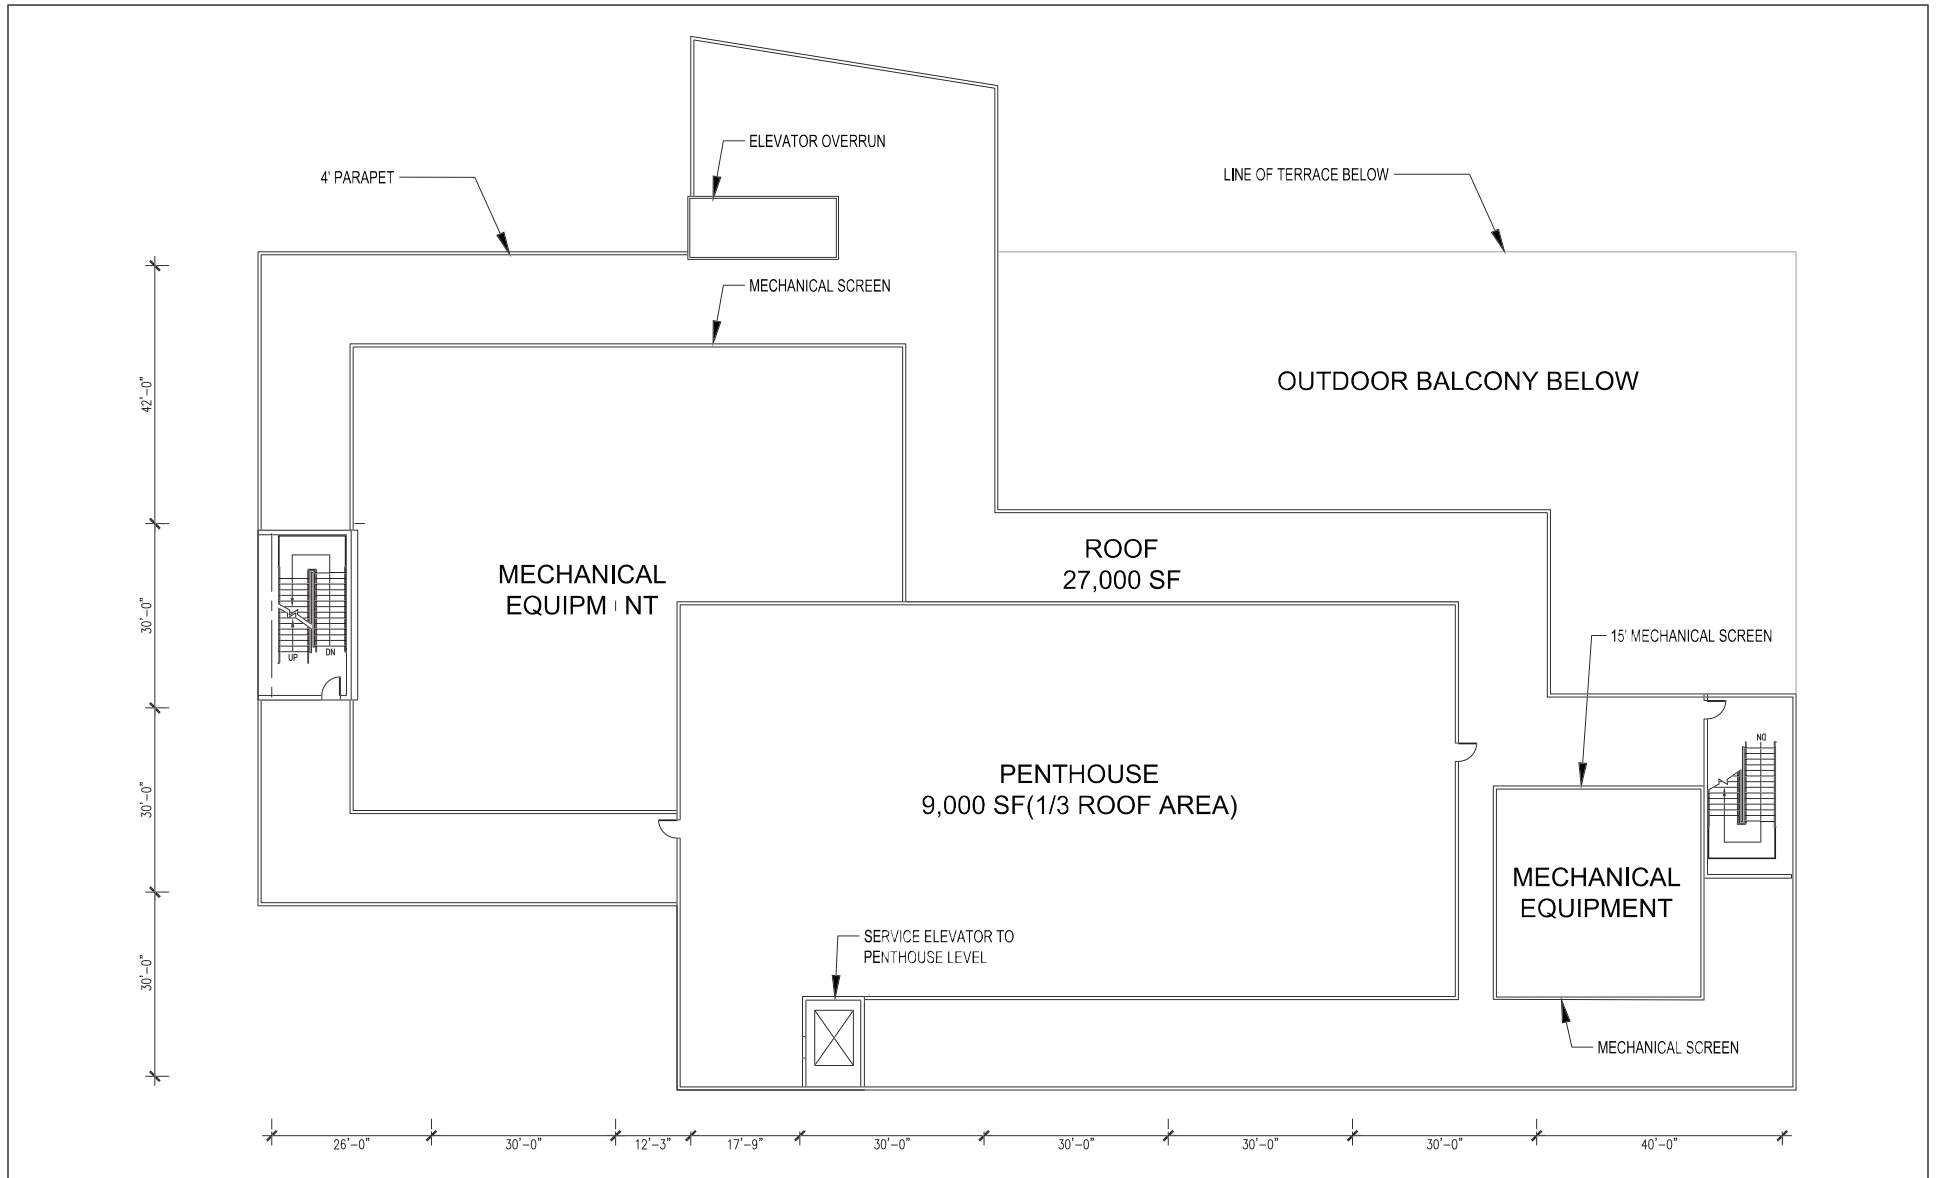 ELEVATOR OVERRUN
4' PARAPET
LINE OF TERRACE BELOW
MECHANICAL SCREEN
OUTDOOR BALCONY BELOW
42'-0"
ROOF
27,000 SF
MECHANICAL
EQUIPM NT
30'-0"
15' MECHANICAL SCREEN
UP
DN
DN
PENTHOUSE
9,000 SF(1/3 ROOF AREA)
30'-0"
MECHANICAL
EQUIPMENT
SERVICE ELEVATOR TO
PENTHOUSE LEVEL
30'-0"
MECHANICAL SCREEN
26'-0"
30'-0"
12'-3"
17'-9"
30'-0"
30'-0"
30'-0"
30'-0"
40'-0"